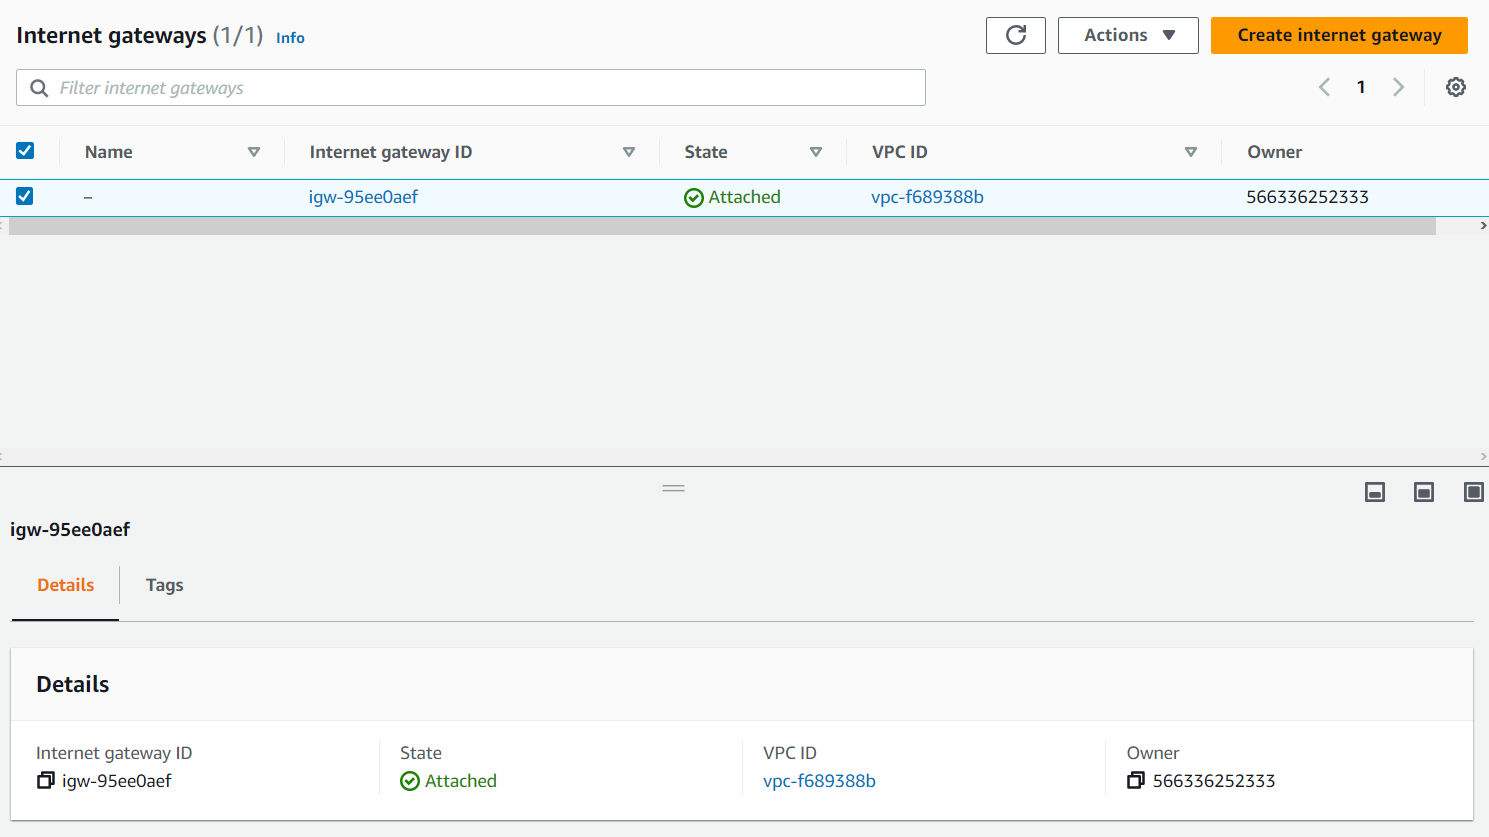 Internet gateways (1/1) Info
Actions
Create internet gateway
Filter internet gateways
1
Name Internet gateway ID State VPC ID Owner
– igw-95ee0aef Attached vpc-f689388b 566336252333
igw-95ee0aef
Details Tags
Details
Internet gateway ID State VPC ID Owner
igw-95ee0aef Attached vpc-f689388b 566336252333